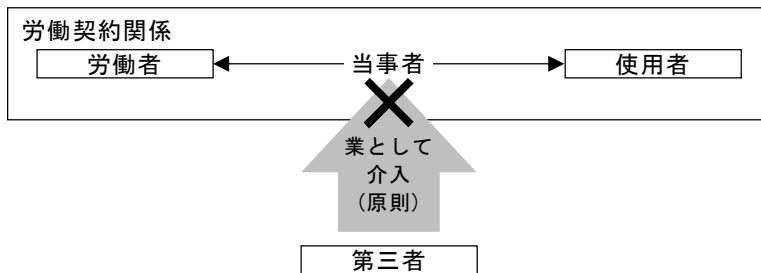 労働契約関係
労働者
当事者
使用者
業として
介入
（原則）
第三者